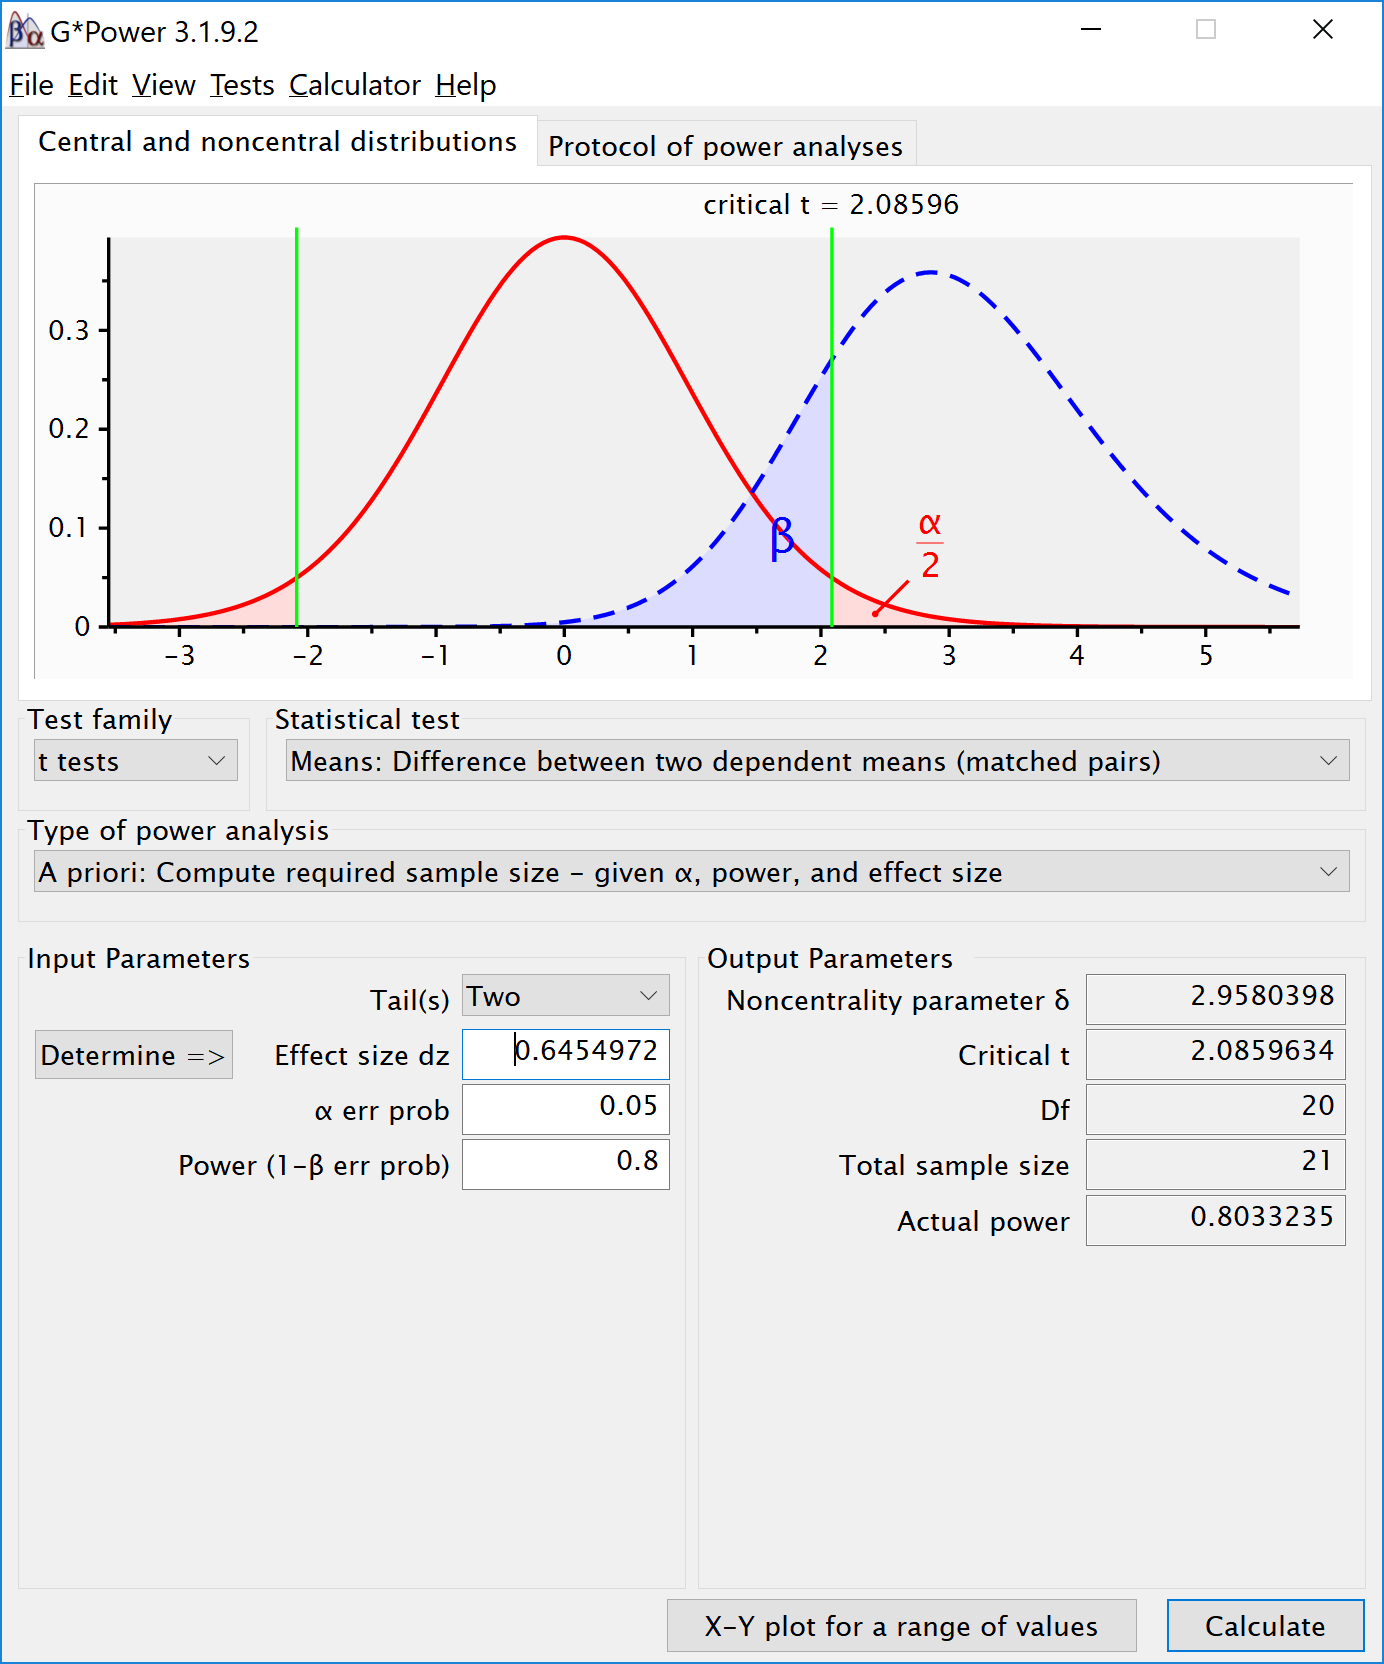 βα G*Power 3.1.9.2
File Edit View Tests Calculator Help
Central and noncentral distributions Protocol of power analyses
critical t = 2.08596
0.3
0.2
0.1
0
β
α
2
-3 -2 -1 0 1 2 3 4 5
Test family Statistical test
t tests Means: Difference between two dependent means (matched pairs)
Type of power analysis
A priori: Compute required sample size - given α, power, and effect size
Input Parameters
Tail(s) Two
Determine => Effect size dz 0.6454972
α err prob 0.05
Power (1-β err prob) 0.8
Output Parameters
Noncentrality parameter δ 2.9580398
Critical t 2.0859634
Df 20
Total sample size 21
Actual power 0.8033235
X-Y plot for a range of values Calculate